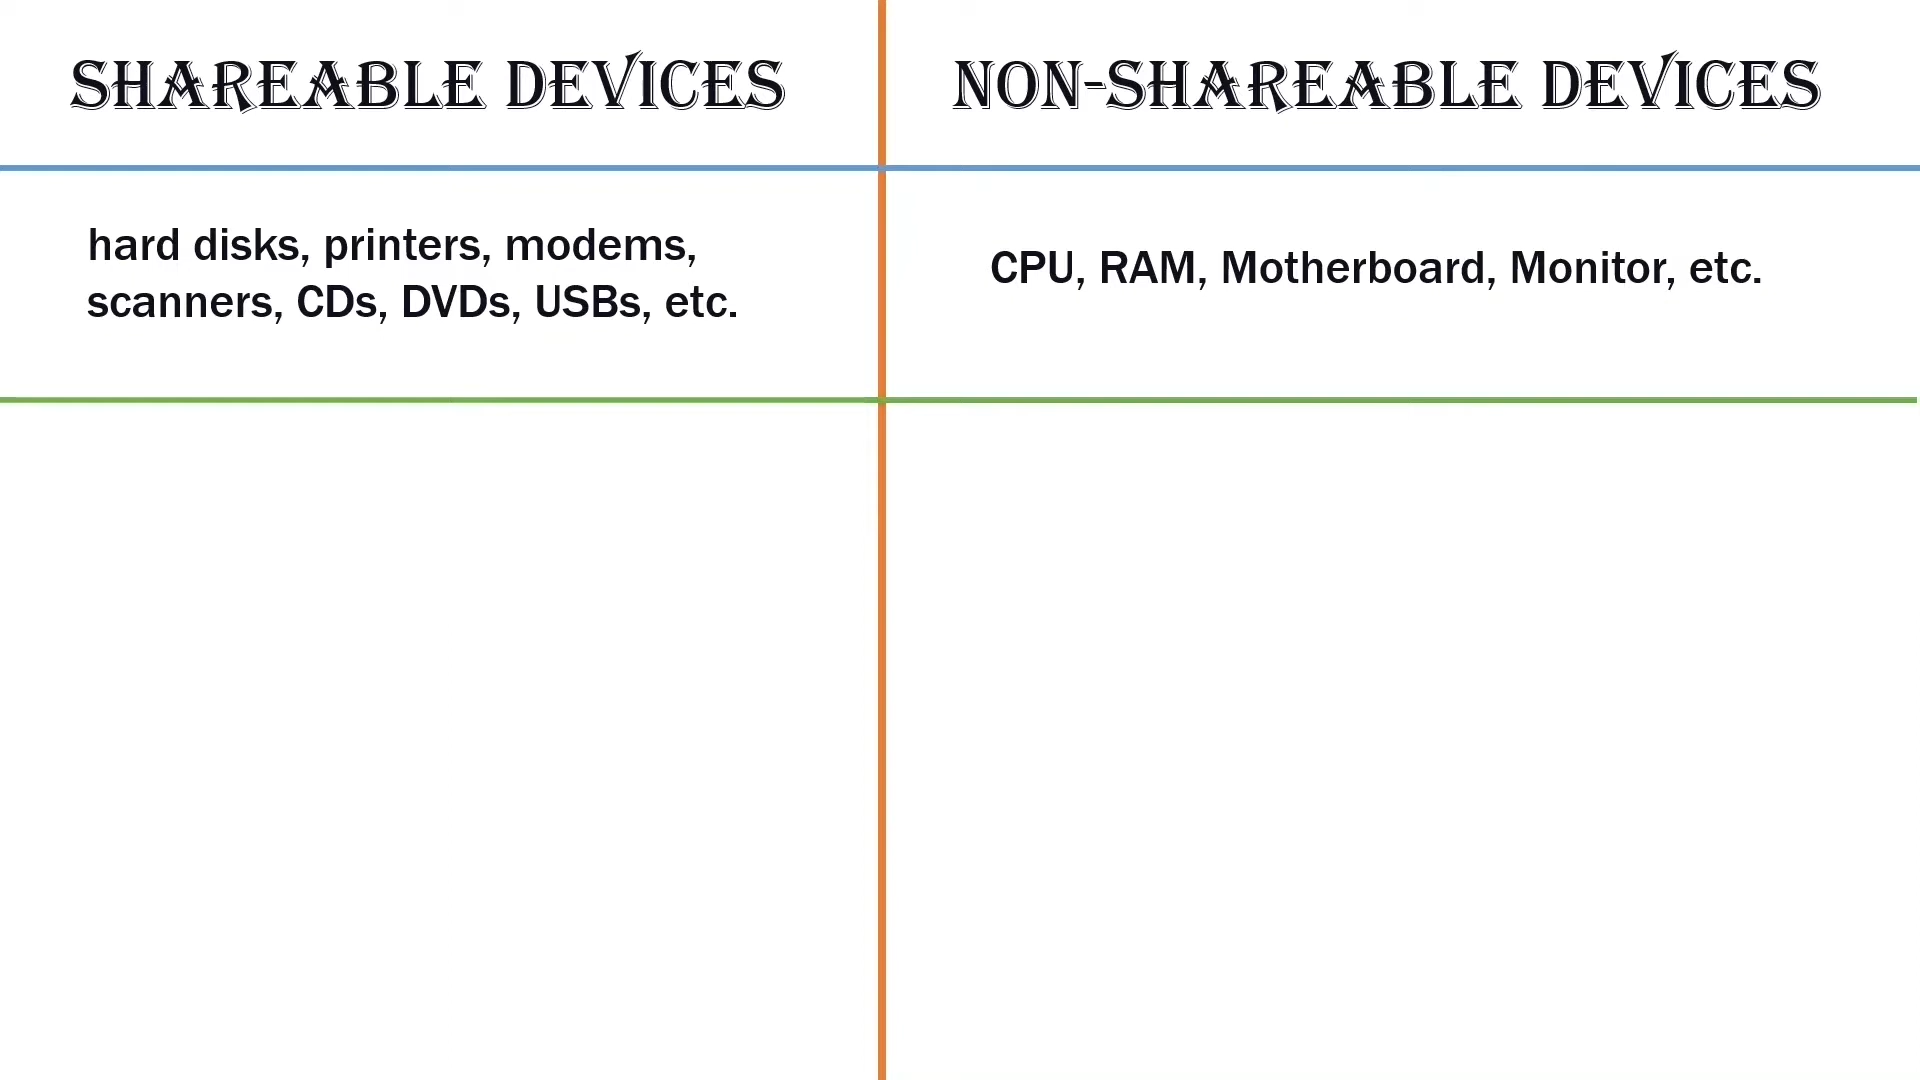 SHAREABLE DEVICES
NON-SHAREABLE DEVICES
hard disks, printers, modems,
scanners, CDs, DVDs, USBs, etc.
CPU, RAM, Motherboard, Monitor, etc.